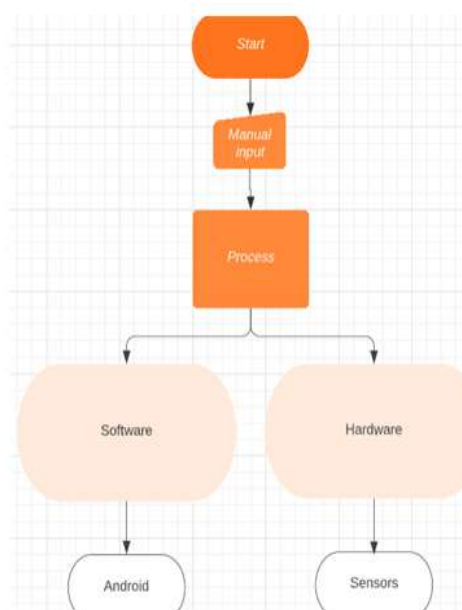 Start
Manual
input
Process
Software
Hardware
Android
Sensors